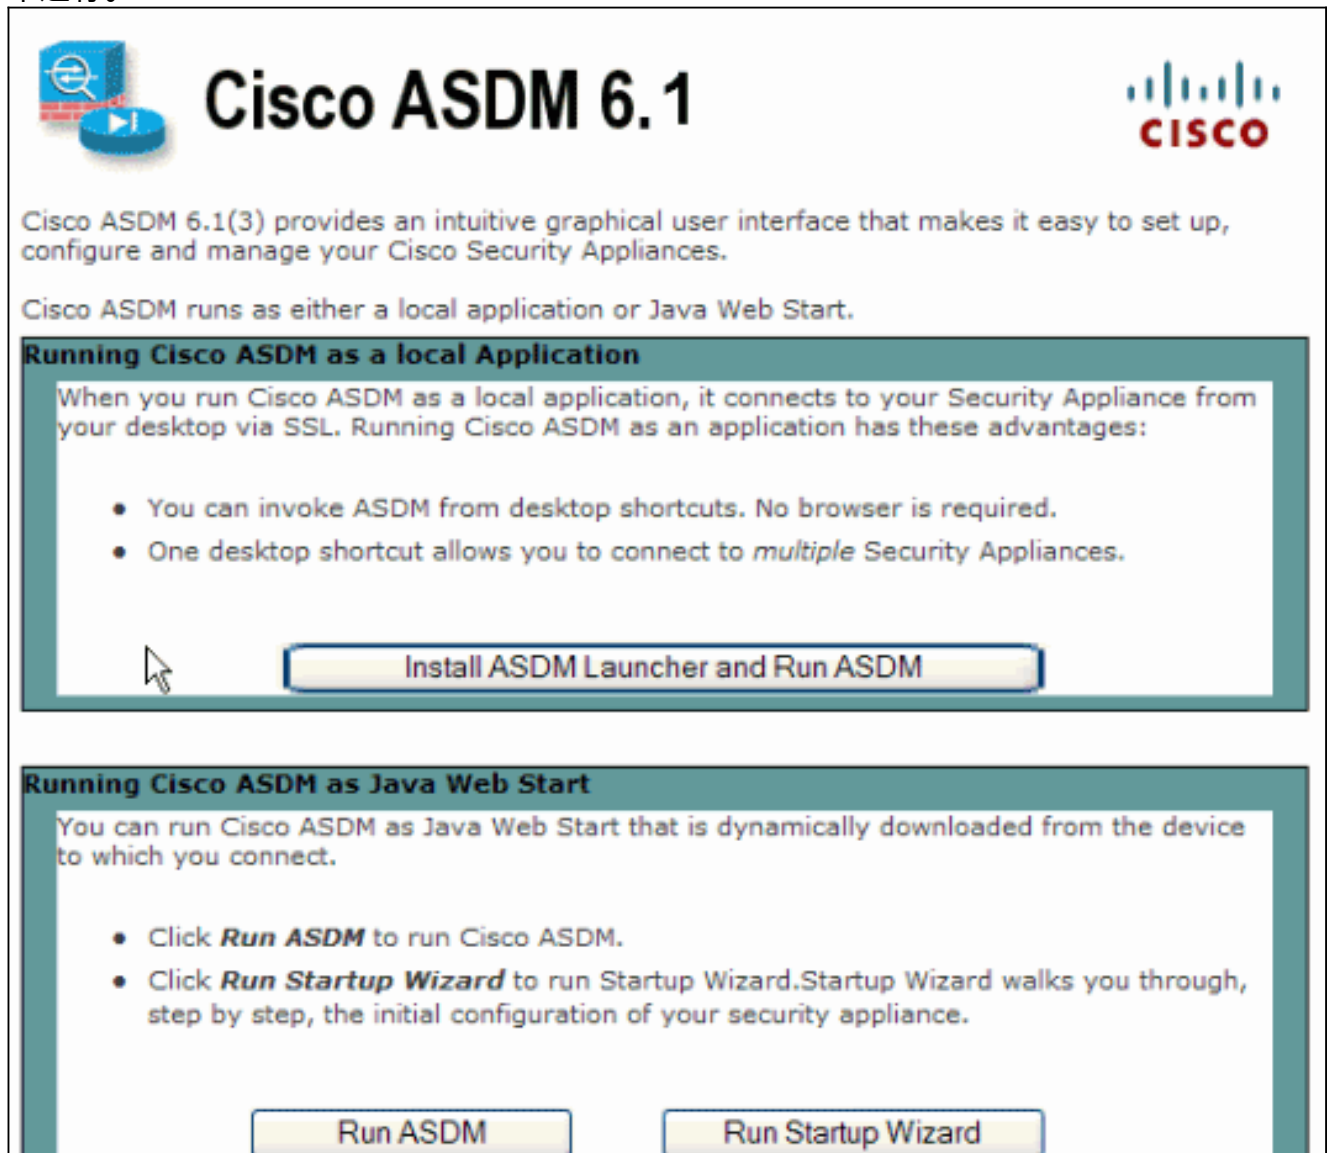 Cisco ASDM 6.1
CISCO
Cisco ASDM 6.1(3) provides an intuitive graphical user interface that makes it easy to set up,
configure and manage your Cisco Security Appliances.
Cisco ASDM runs as either a local application or Java Web Start.
Running Cisco ASDM as a local Application
When you run Cisco ASDM as a local application, it connects to your Security Appliance from
your desktop via SSL. Running Cisco ASDM as an application has these advantages:
• You can invoke ASDM from desktop shortcuts. No browser is required.
• One desktop shortcut allows you to connect to multiple Security Appliances.
Install ASDM Launcher and Run ASDM
Running Cisco ASDM as Java Web Start
You can run Cisco ASDM as Java Web Start that is dynamically downloaded from the device
to which you connect.
• Click Run ASDM to run Cisco ASDM.
• Click Run Startup Wizard to run Startup Wizard.Startup Wizard walks you through,
step by step, the initial configuration of your security appliance.
Run ASDM
Run Startup Wizard